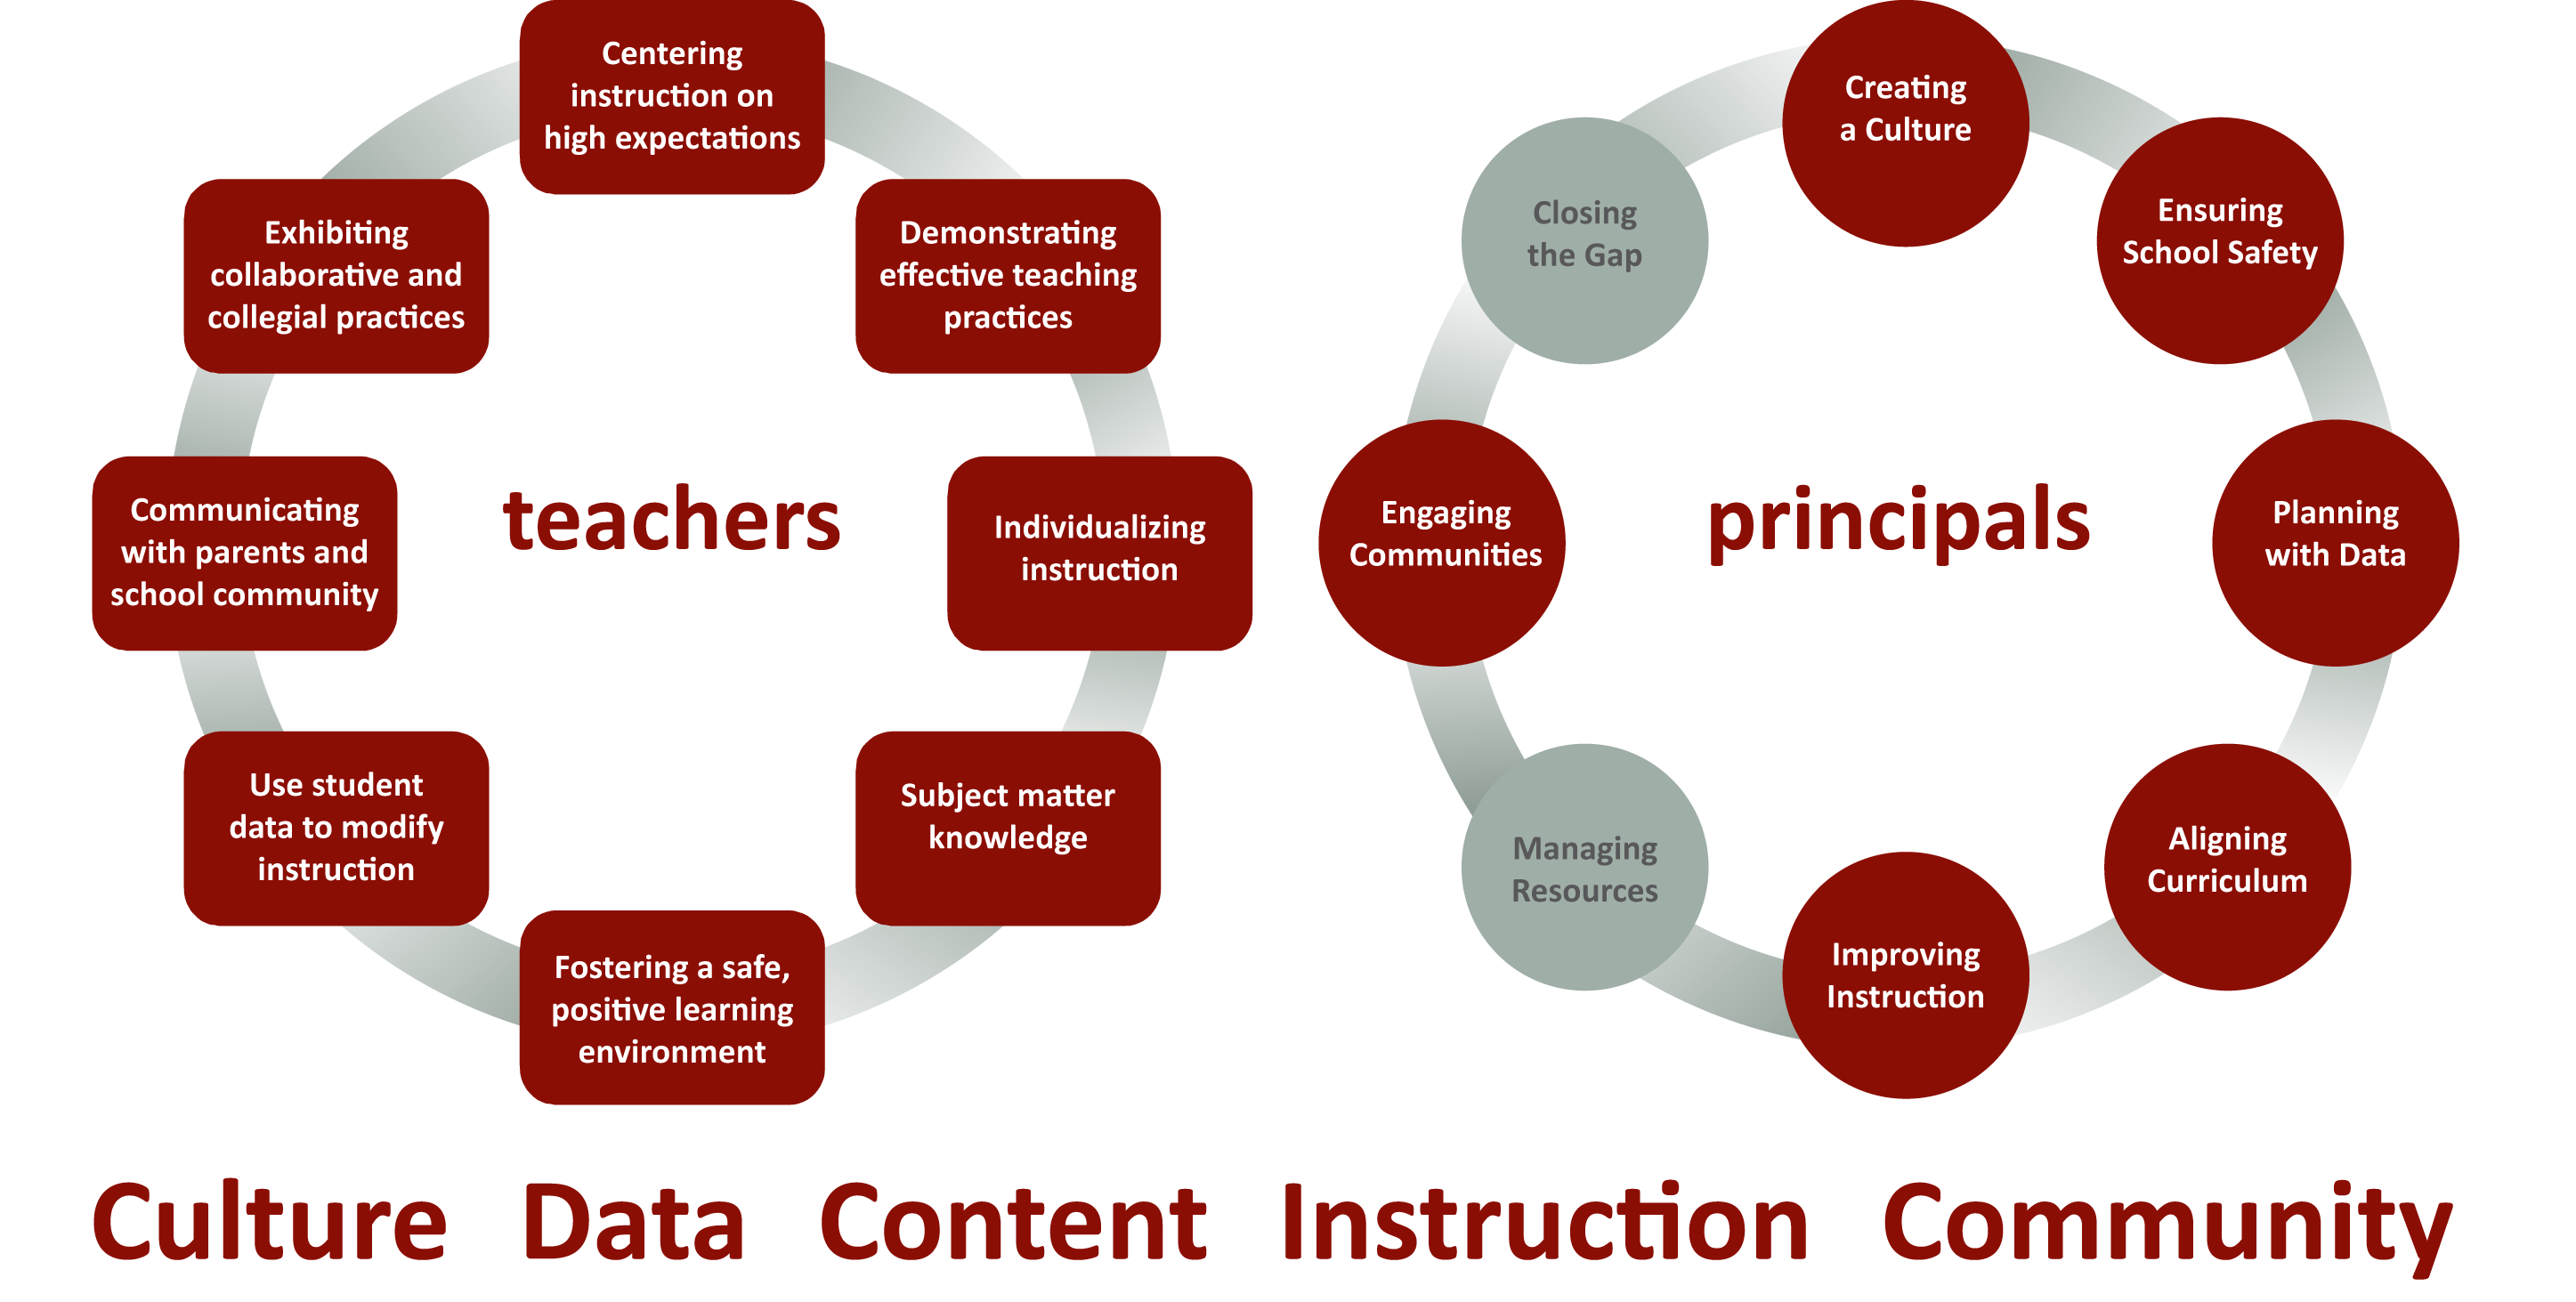 Centering
instruction on
high expectations
Demonstrating
effective teaching
practices
Individualizing
instruction
Subject matter
knowledge
Fostering a safe,
positive learning
environment
Use student
data to modify
instruction
Communicating
with parents and
school community
Exhibiting
collaborative and
collegial practices
teachers
Creating
a Culture
Ensuring
School Safety
Planning
with Data
Aligning
Curriculum
Improving
Instruction
Managing
Resources
Engaging
Communities
Closing
the Gap
principals
Culture Data Content Instruction Community